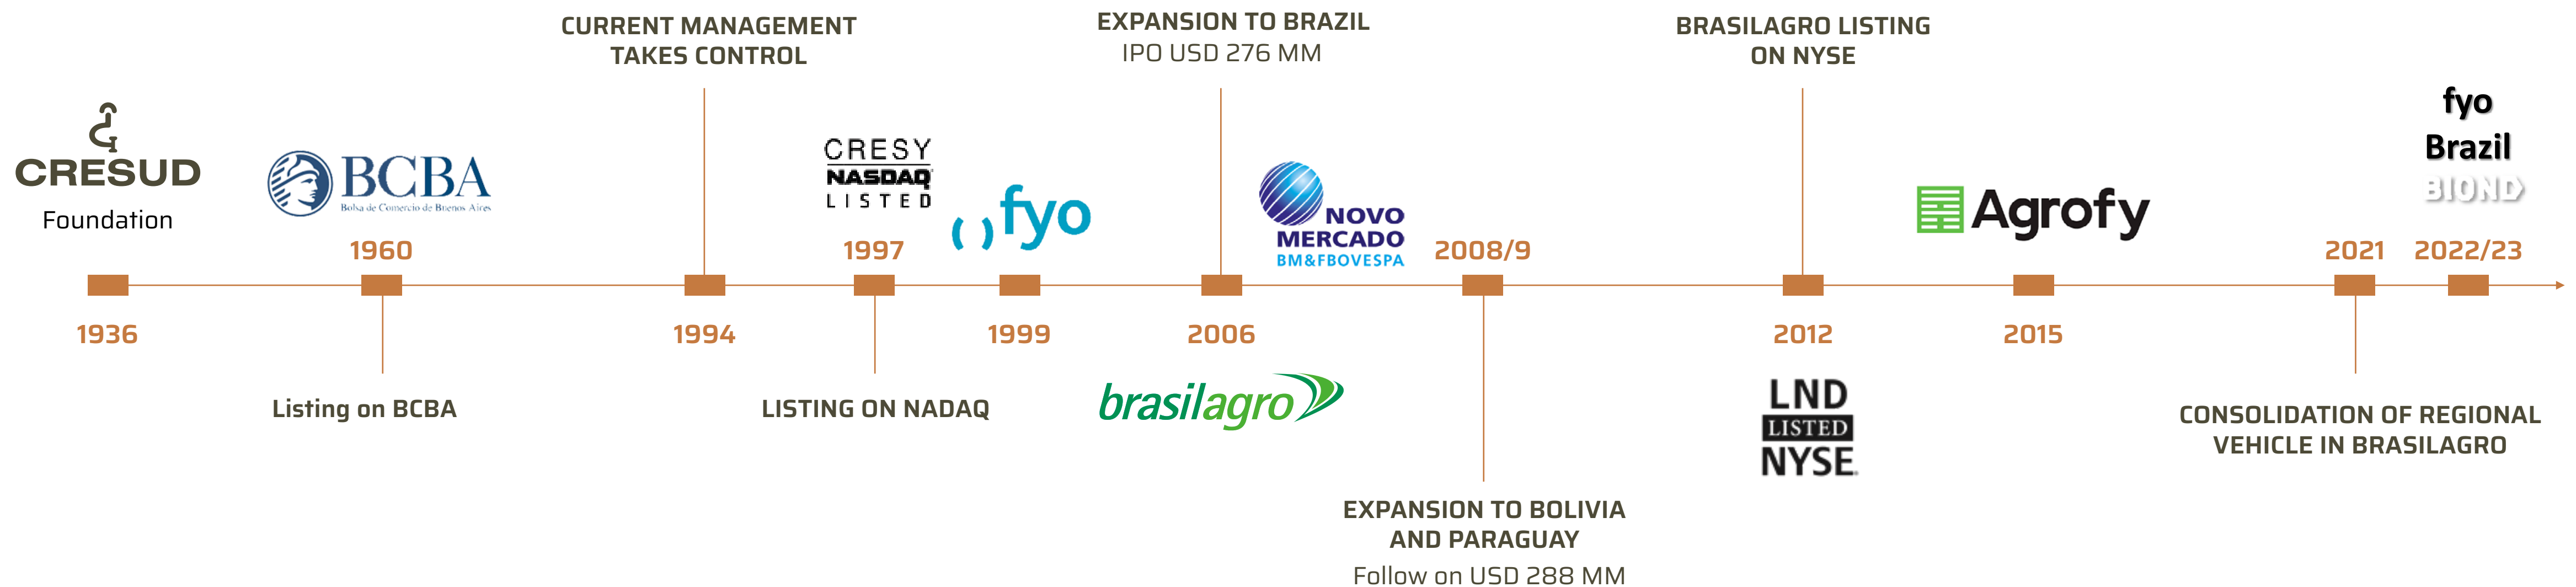 CRESUD
Foundation
1936
BCBA
Bolsa de Comercio de Buenos Aires
1960
Listing on BCBA
CURRENT MANAGEMENT
TAKES CONTROL
1994
CRESY
NASDAQ
LISTED
1997
LISTING ON NADAQ
fyo
1999
EXPANSION TO BRAZIL
IPO USD 276 MM
2006
brasilagro
NOVO
MERCADO
BM&FBOVESPA
2008/9
EXPANSION TO BOLIVIA
AND PARAGUAY
Follow on USD 288 MM
BRASILAGRO LISTING
ON NYSE
2012
LND
LISTED
NYSE
Agrofy
2015
2021
CONSOLIDATION OF REGIONAL
VEHICLE IN BRASILAGRO
fyo
Brazil
BIOND
2022/23